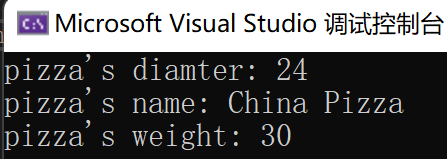 Microsoft Visual Studio 调试控制台
pizza's diamter: 24
pizza's name: China Pizza
pizza's weight: 30